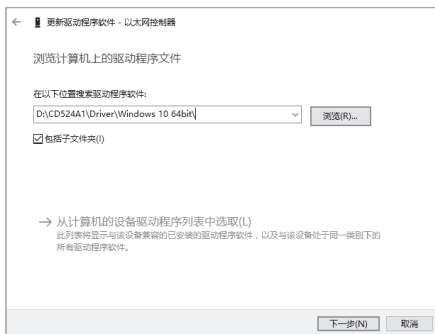 更新驱动程序软件 - 以太网控制器
浏览计算机上的驱动程序文件
在以下位置搜索驱动程序软件:
D:\CD524A1\Driver\Windows 10 64bit\
浏览(R)...
包括子文件夹(I)
从计算机的设备驱动程序列表中选取(L)
此列表将显示与该设备兼容的已安装的驱动程序软件，以及与该设备处于同一类别下的
所有驱动程序软件。
下一步(N) 取消